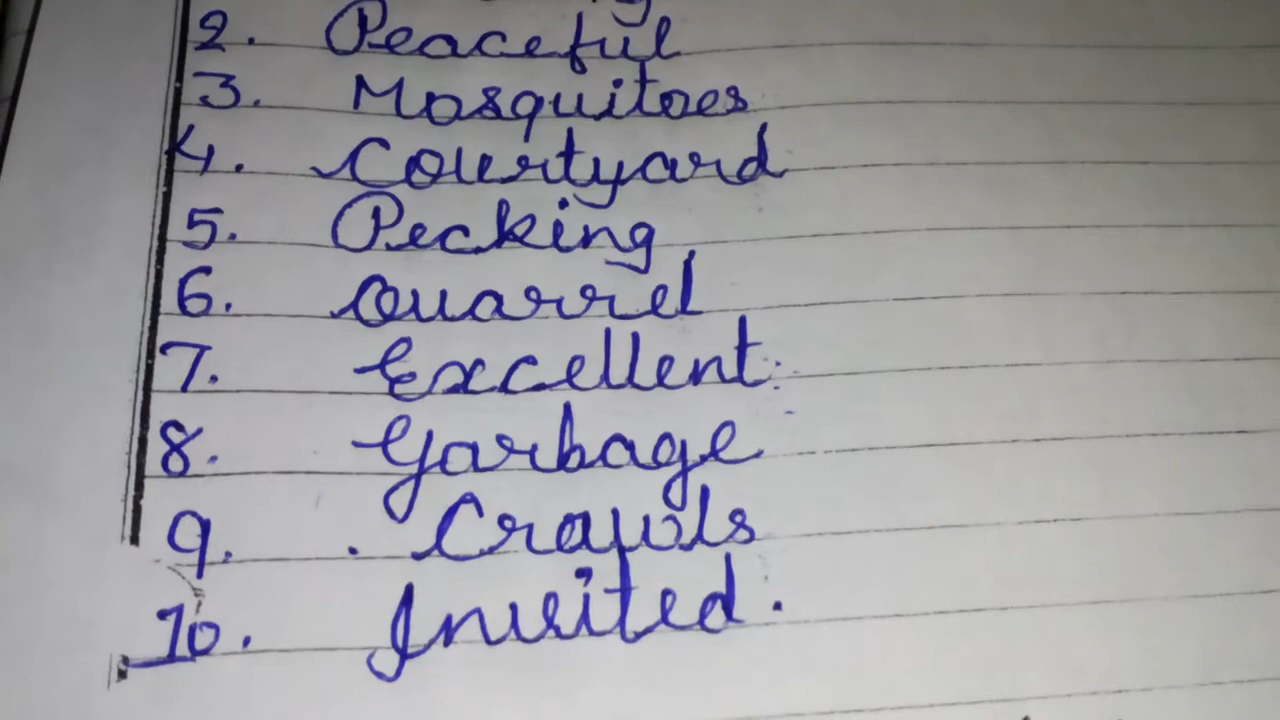 2. Peaceful
3. Mosquitoes
4. Courtyard
5. Pecking
6. Quarrel
7. Excellent
8. Garbage
9. Crawls
10. Invited.